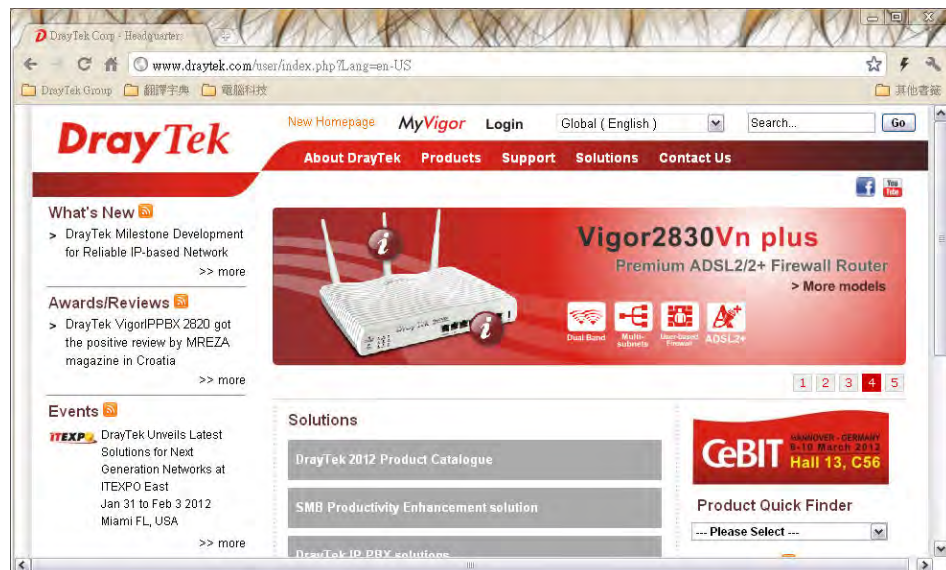 DrayTek Corp - Headquarter
www.draytek.com/user/index.php?Lang=en-US
DrayTek Group
翻譯字典
電腦科技
其他書籤
DrayTek
New Homepage
MyVigor
Login
Global ( English )
Search...
Go
About DrayTek
Products
Support
Solutions
Contact Us
You
Tube
What's New
> DrayTek Milestone Development
for Reliable IP-based Network
>> more
Awards/Reviews
> DrayTek VigorIPPBX 2820 got
the positive review by MREZA
magazine in Croatia
>> more
Events
ITEXPO
DrayTek Unveils Latest
Solutions for Next
Generation Networks at
ITEXPO East
Jan 31 to Feb 3 2012
Miami FL, USA
>> more
Vigor2830Vn plus
Premium ADSL2/2+ Firewall Router
> More models
Dual Band
Multi-
subnets
User-based
Firewall
ADSL2+
1 2 3 4 5
Solutions
DrayTek 2012 Product Catalogue
SMB Productivity Enhancement solution
DrayTek IP PBX solutions
CeBIT
HANNOVER - GERMANY
6-10 March 2012
Hall 13, C56
Product Quick Finder
--- Please Select ---